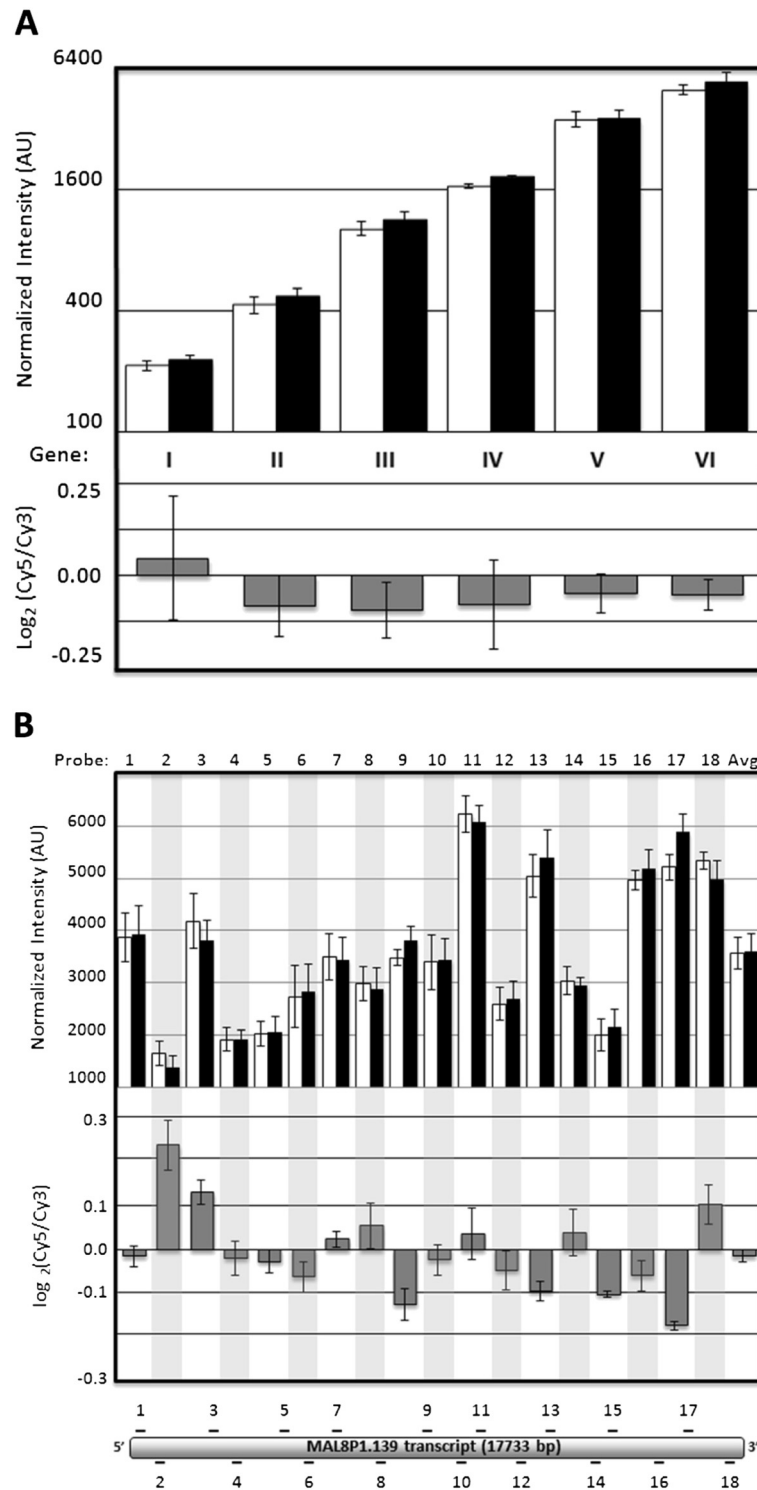 A
6400
1600
400
100
Normalized Intensity (AU)
Gene: I II III IV V VI
0.25
0.00
-0.25
Log2 (Cy5/Cy3)
B
Probe: 1 2 3 4 5 6 7 8 9 10 11 12 13 14 15 16 17 18 Avg
6000
5000
4000
3000
2000
1000
Normalized Intensity (AU)
0.3
0.1
0.0
-0.1
-0.3
log 2(Cy5/Cy3)
1 3 5 7 9 11 13 15 17
5' MAL8P1.139 transcript (17733 bp) 3'
2 4 6 8 10 12 14 16 18